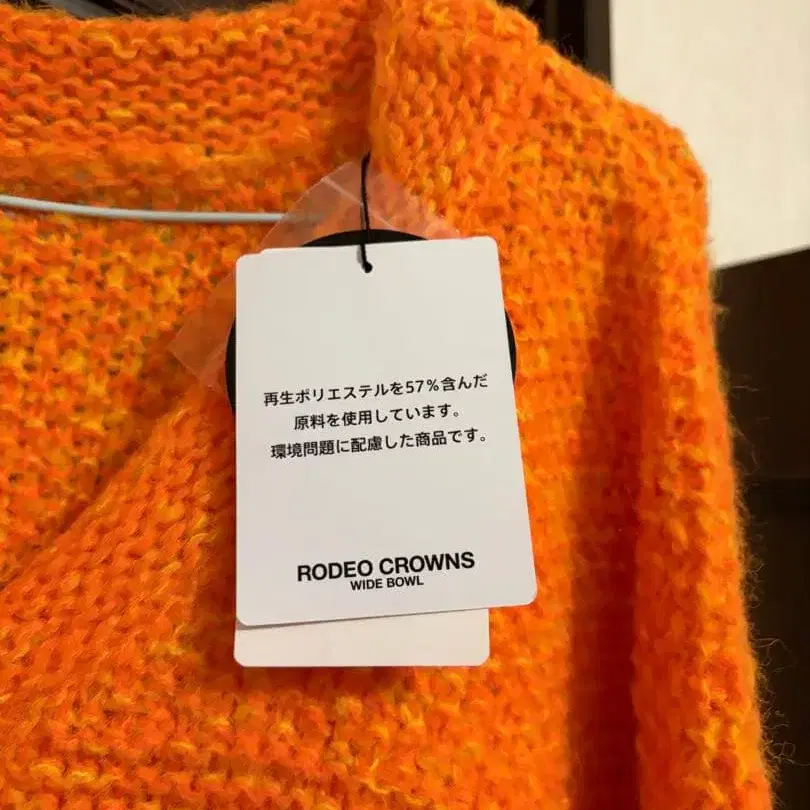 再生ポリエステルを57％含んだ
原料を使用しています。
環境問題に配慮した商品です。
RODEO CROWNS
WIDE BOWL